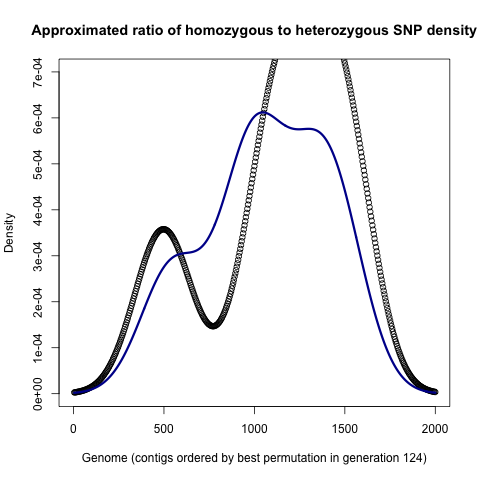 Approximated ratio of homozygous to heterozygous SNP density
7e-04
6e-04
5e-04
4e-04
3e-04
2e-04
1e-04
0e+00
Density
0 500 1000 1500 2000
Genome (contigs ordered by best permutation in generation 124)